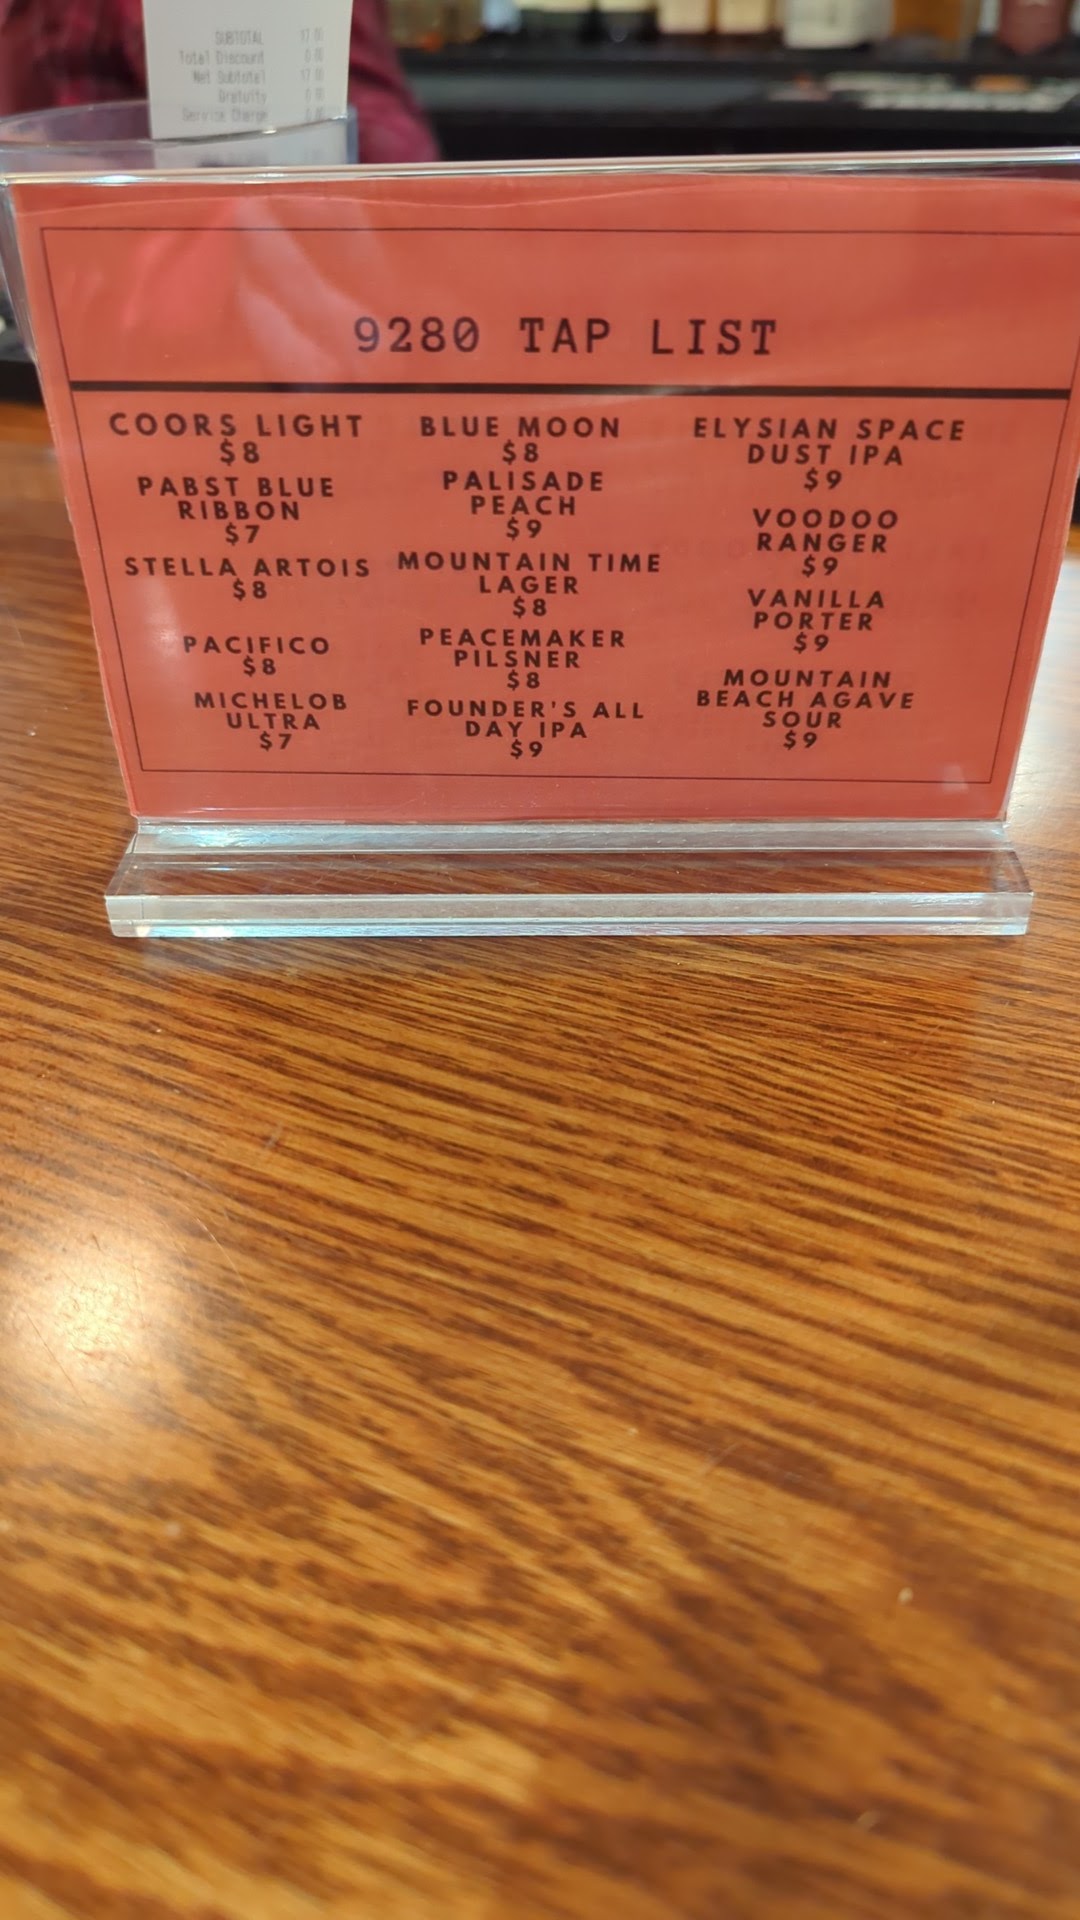 SUBTOTAL
Total Discount
Net Subtotal
Gratuity
Service Charge
9280 TAP LIST
COORS LIGHT
$8
PABST BLUE
RIBBON
$7
STELLA ARTOIS
$8
PACIFICO
$8
MICHELOB
ULTRA
$7
BLUE MOON
$8
PALISADE
PEACH
$9
MOUNTAIN TIME
LAGER
$8
PEACEMAKER
PILSNER
$8
FOUNDER'S ALL
DAY IPA
$9
ELYSIAN SPACE
DUST IPA
$9
VOODOO
RANGER
$9
VANILLA
PORTER
$9
MOUNTAIN
BEACH AGAVE
SOUR
$9